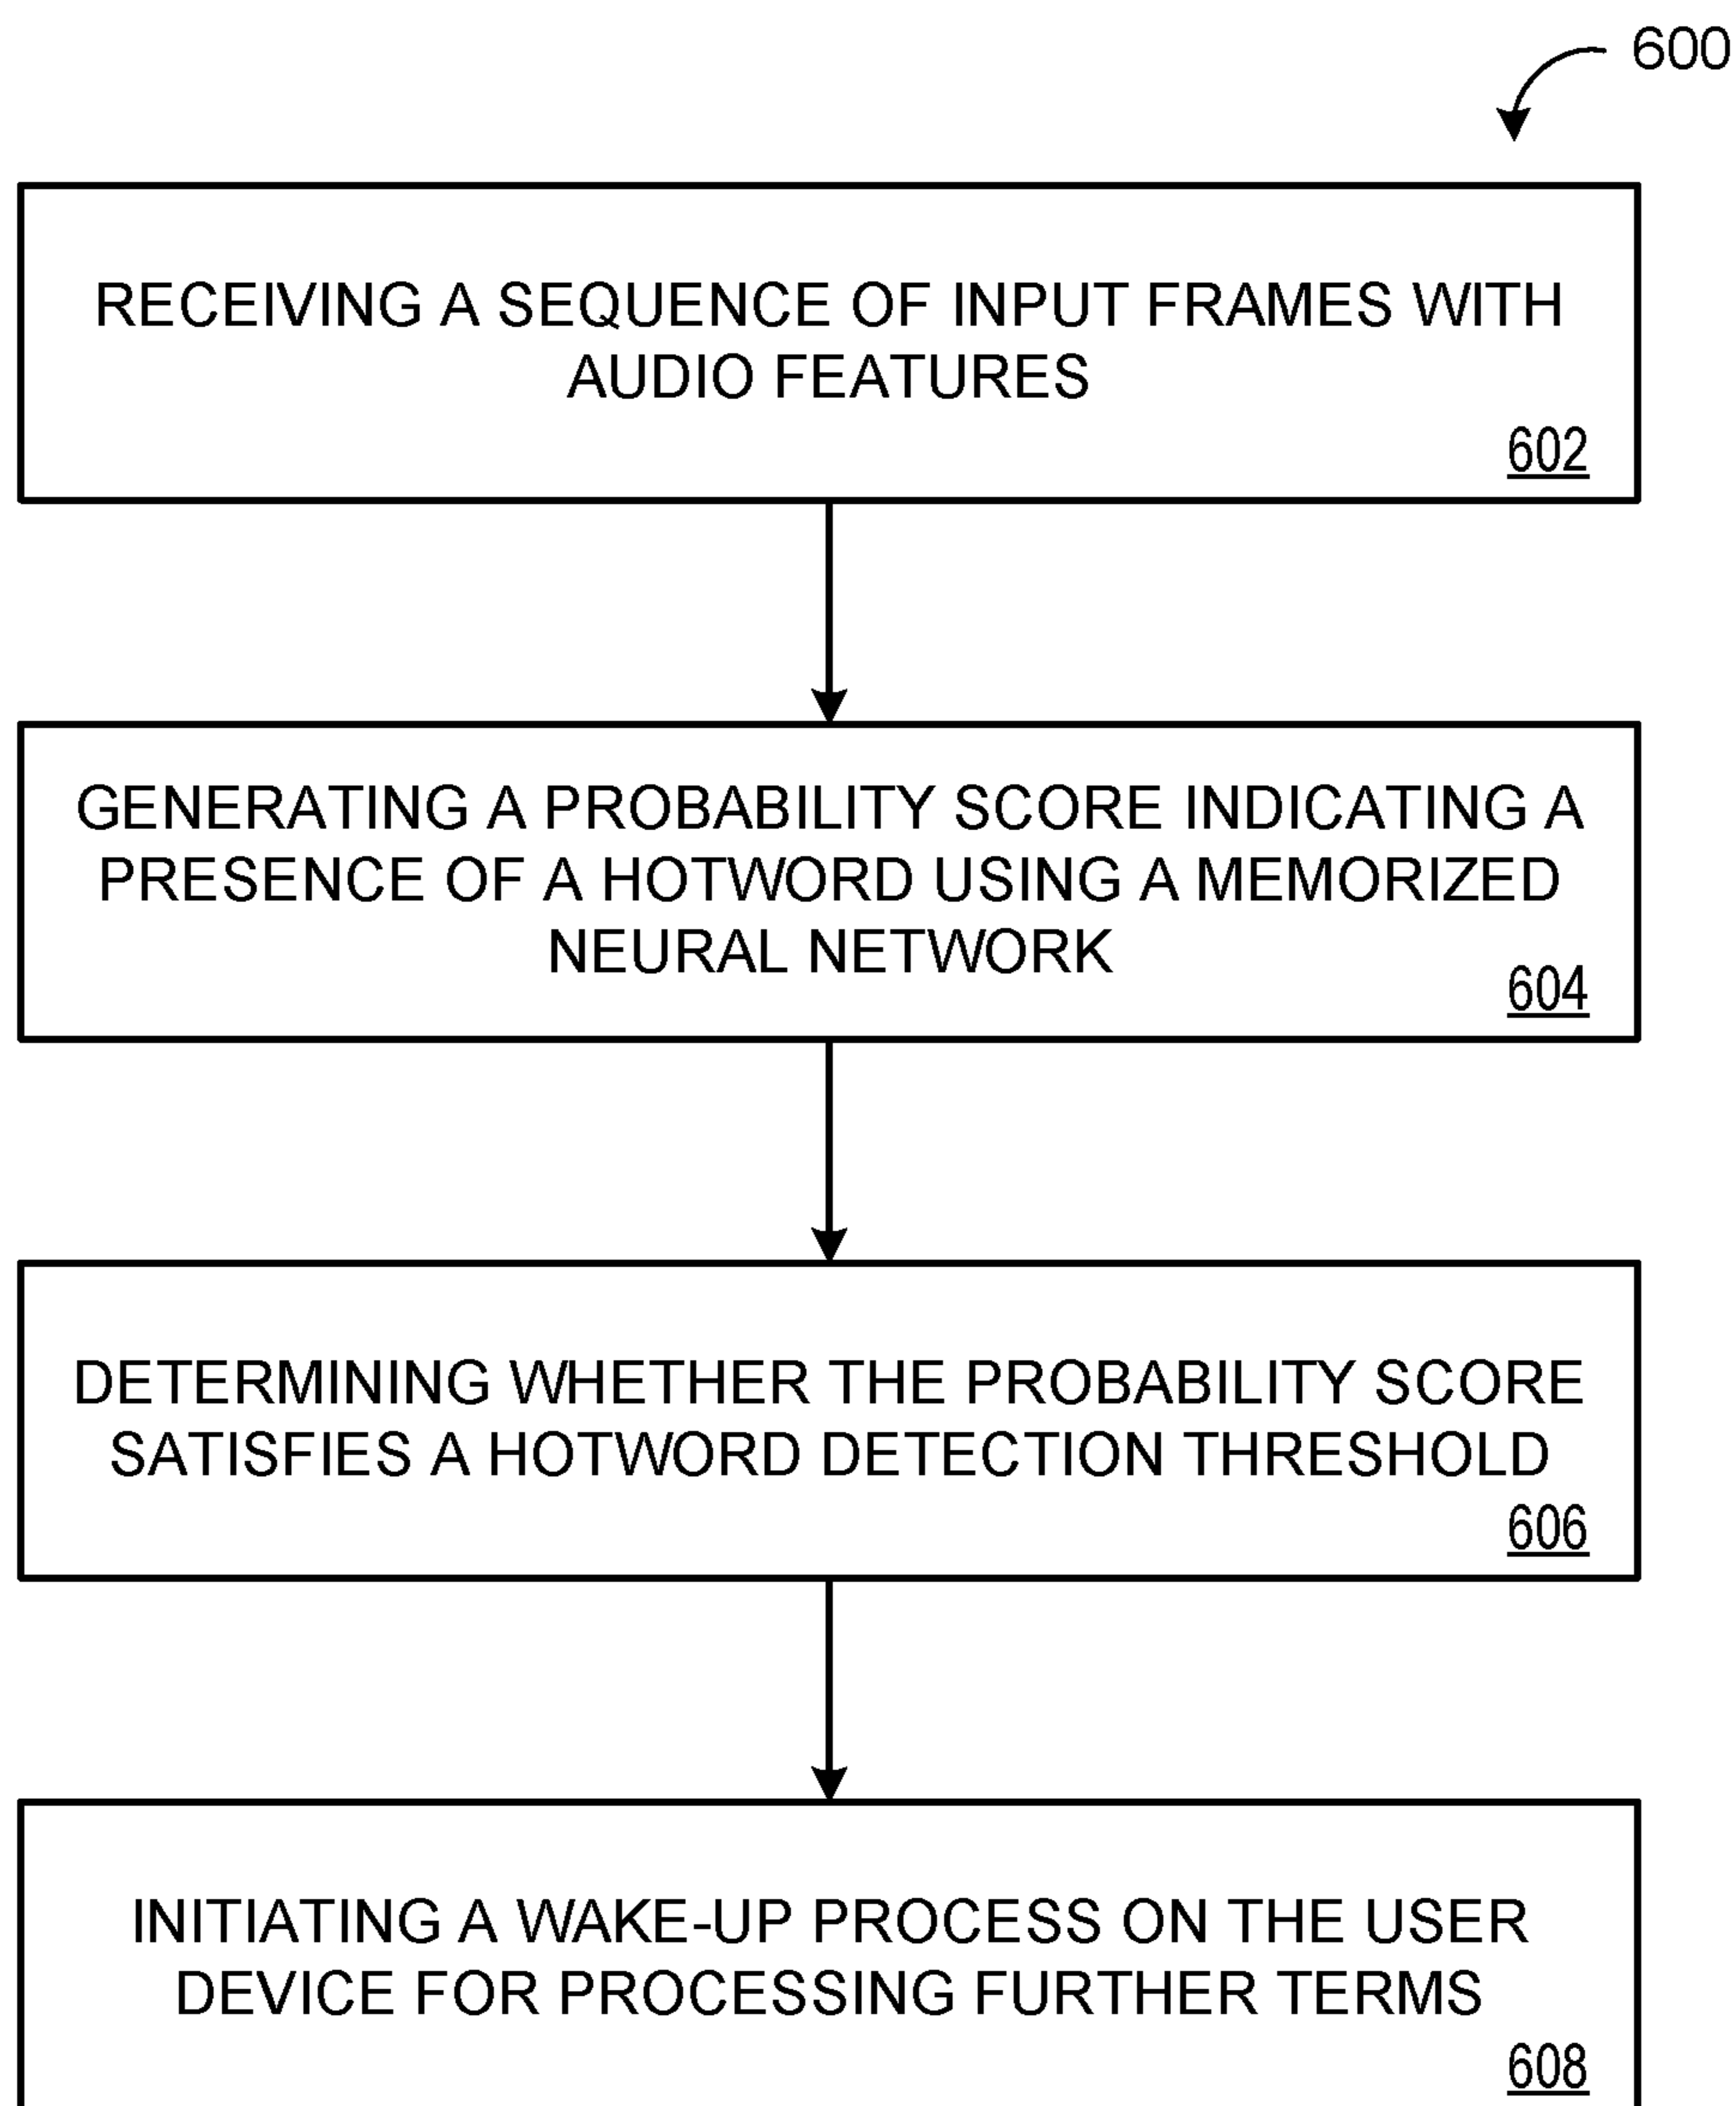 600
RECEIVING A SEQUENCE OF INPUT FRAMES WITH
AUDIO FEATURES
602
GENERATING A PROBABILITY SCORE INDICATING A
PRESENCE OF A HOTWORD USING A MEMORIZED
NEURAL NETWORK
604
DETERMINING WHETHER THE PROBABILITY SCORE
SATISFIES A HOTWORD DETECTION THRESHOLD
606
INITIATING A WAKE-UP PROCESS ON THE USER
DEVICE FOR PROCESSING FURTHER TERMS
608